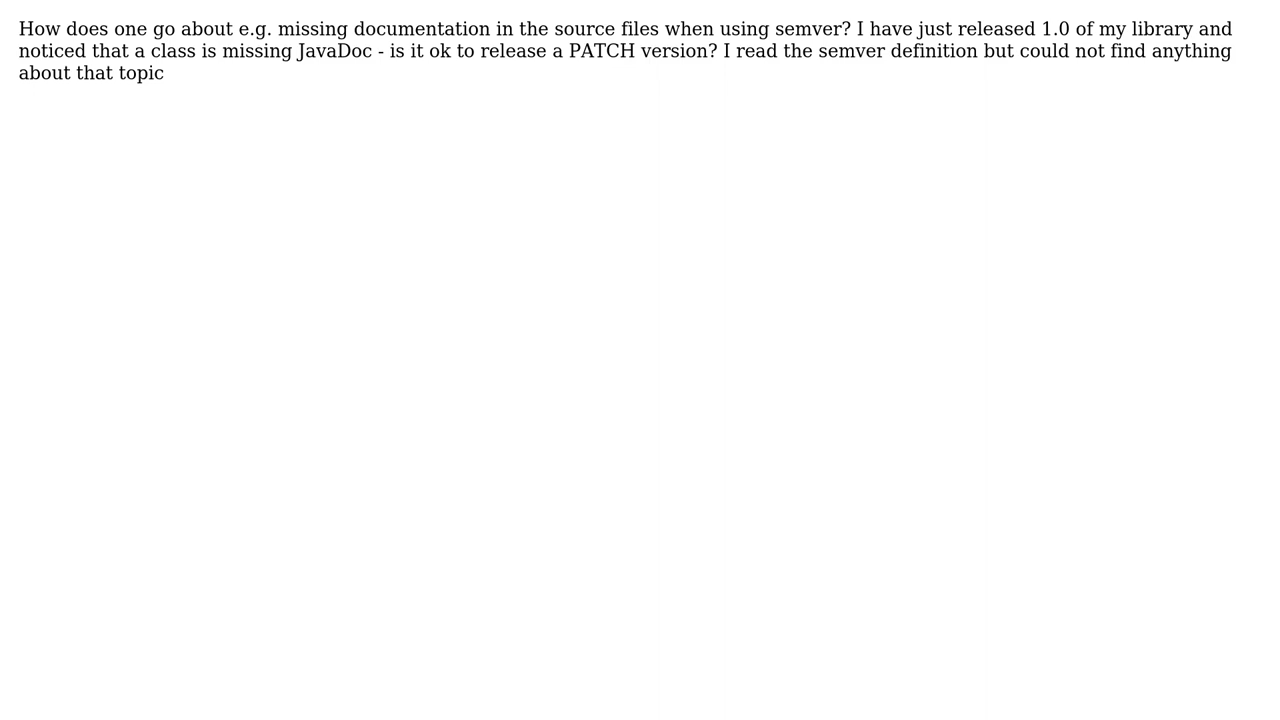 How does one go about e.g. missing documentation in the source files when using semver? I have just released 1.0 of my library and
noticed that a class is missing JavaDoc - is it ok to release a PATCH version? I read the semver definition but could not find anything
about that topic